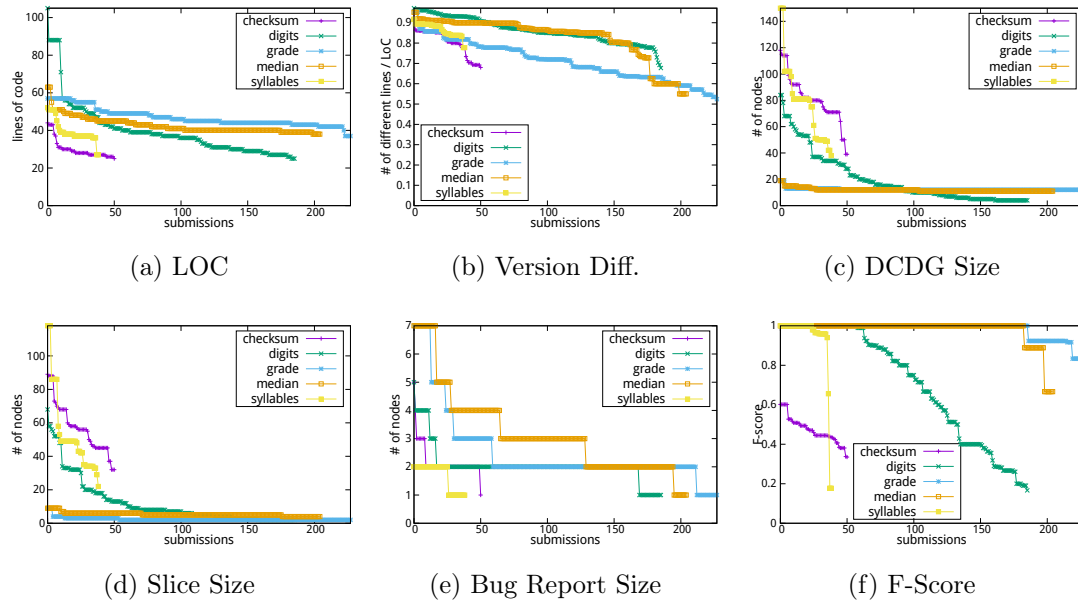 lines of code
100
80
60
40
20
0
0 50 100 150 200
submissions
checksum
digits
grade
median
syllables
(a) LOC
# of different lines / LoC
0.9
0.8
0.7
0.6
0.5
0.4
0.3
0.2
0.1
0
0 50 100 150 200
submissions
checksum
digits
grade
median
syllables
(b) Version Diff.
# of nodes
140
120
100
80
60
40
20
0
0 50 100 150 200
submissions
checksum
digits
grade
median
syllables
(c) DCDG Size
# of nodes
100
80
60
40
20
0
0 50 100 150 200
submissions
checksum
digits
grade
median
syllables
(d) Slice Size
# of nodes
7
6
5
4
3
2
1
0
0 50 100 150 200
submissions
checksum
digits
grade
median
syllables
(e) Bug Report Size
F-score
1
0.8
0.6
0.4
0.2
0
0 50 100 150 200
submissions
checksum
digits
grade
median
syllables
(f) F-Score